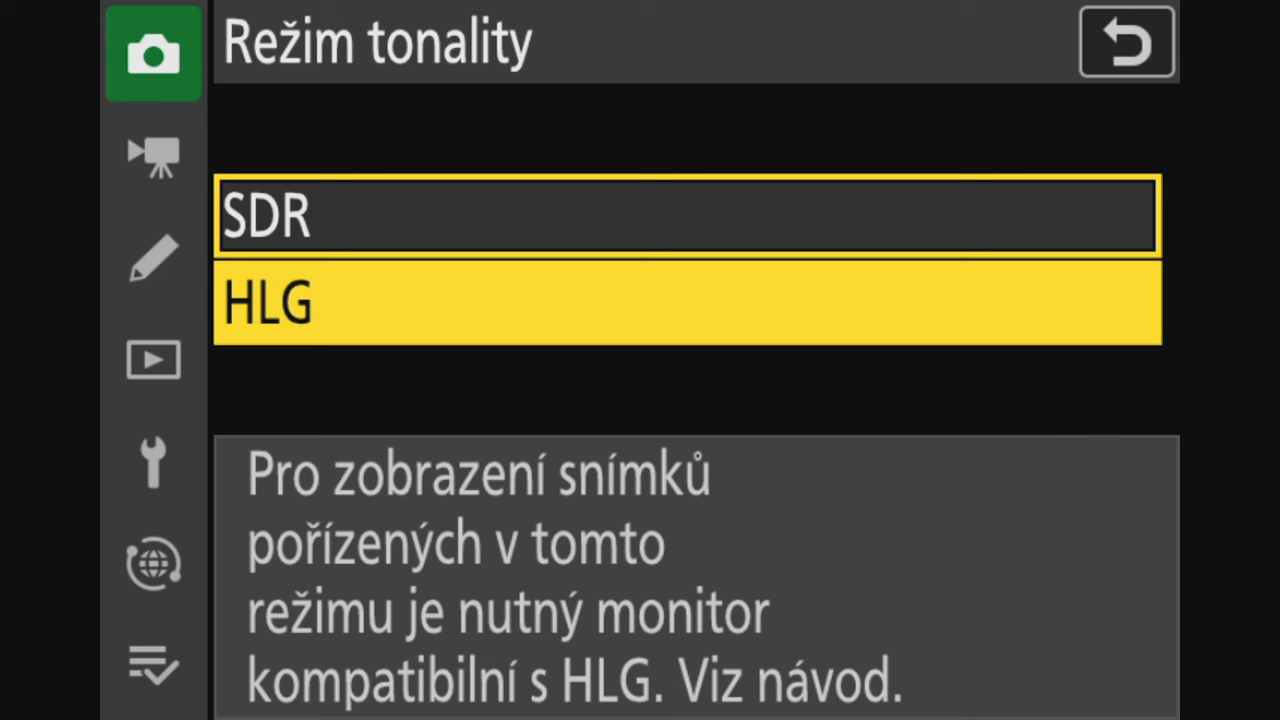 Režim tonality
SDR
HLG
Pro zobrazení snímků
pořízených v tomto
režimu je nutný monitor
kompatibilní s HLG. Viz návod.